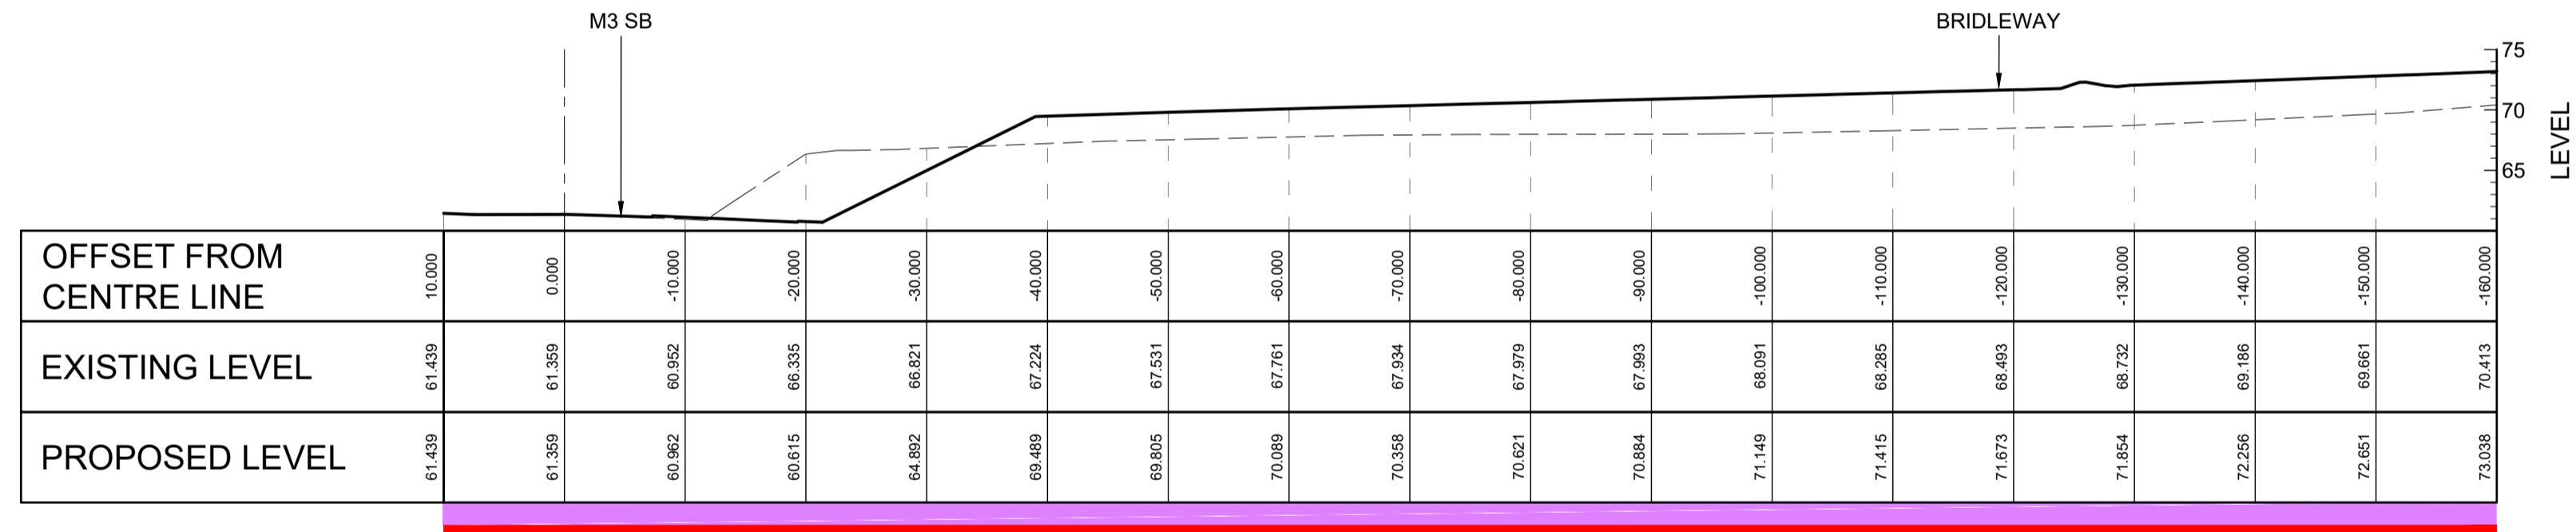 M3 SB
BRIDLEWAY
75
70
65
LEVEL
OFFSET FROM
CENTRE LINE
10.000 0.000 -10.000 -20.000 -30.000 -40.000 -50.000 -60.000 -70.000 -80.000 -90.000 -100.000 -110.000 -120.000 -130.000 -140.000 -150.000 -160.000
EXISTING LEVEL
61.439 61.359 60.952 66.335 66.821 67.224 67.531 67.761 67.934 67.979 67.993 68.091 68.285 68.493 68.732 69.186 69.661 70.413
PROPOSED LEVEL
61.439 61.359 60.962 60.615 64.892 69.489 69.805 70.089 70.358 70.621 70.884 71.149 71.415 71.673 71.854 72.256 72.651 73.038